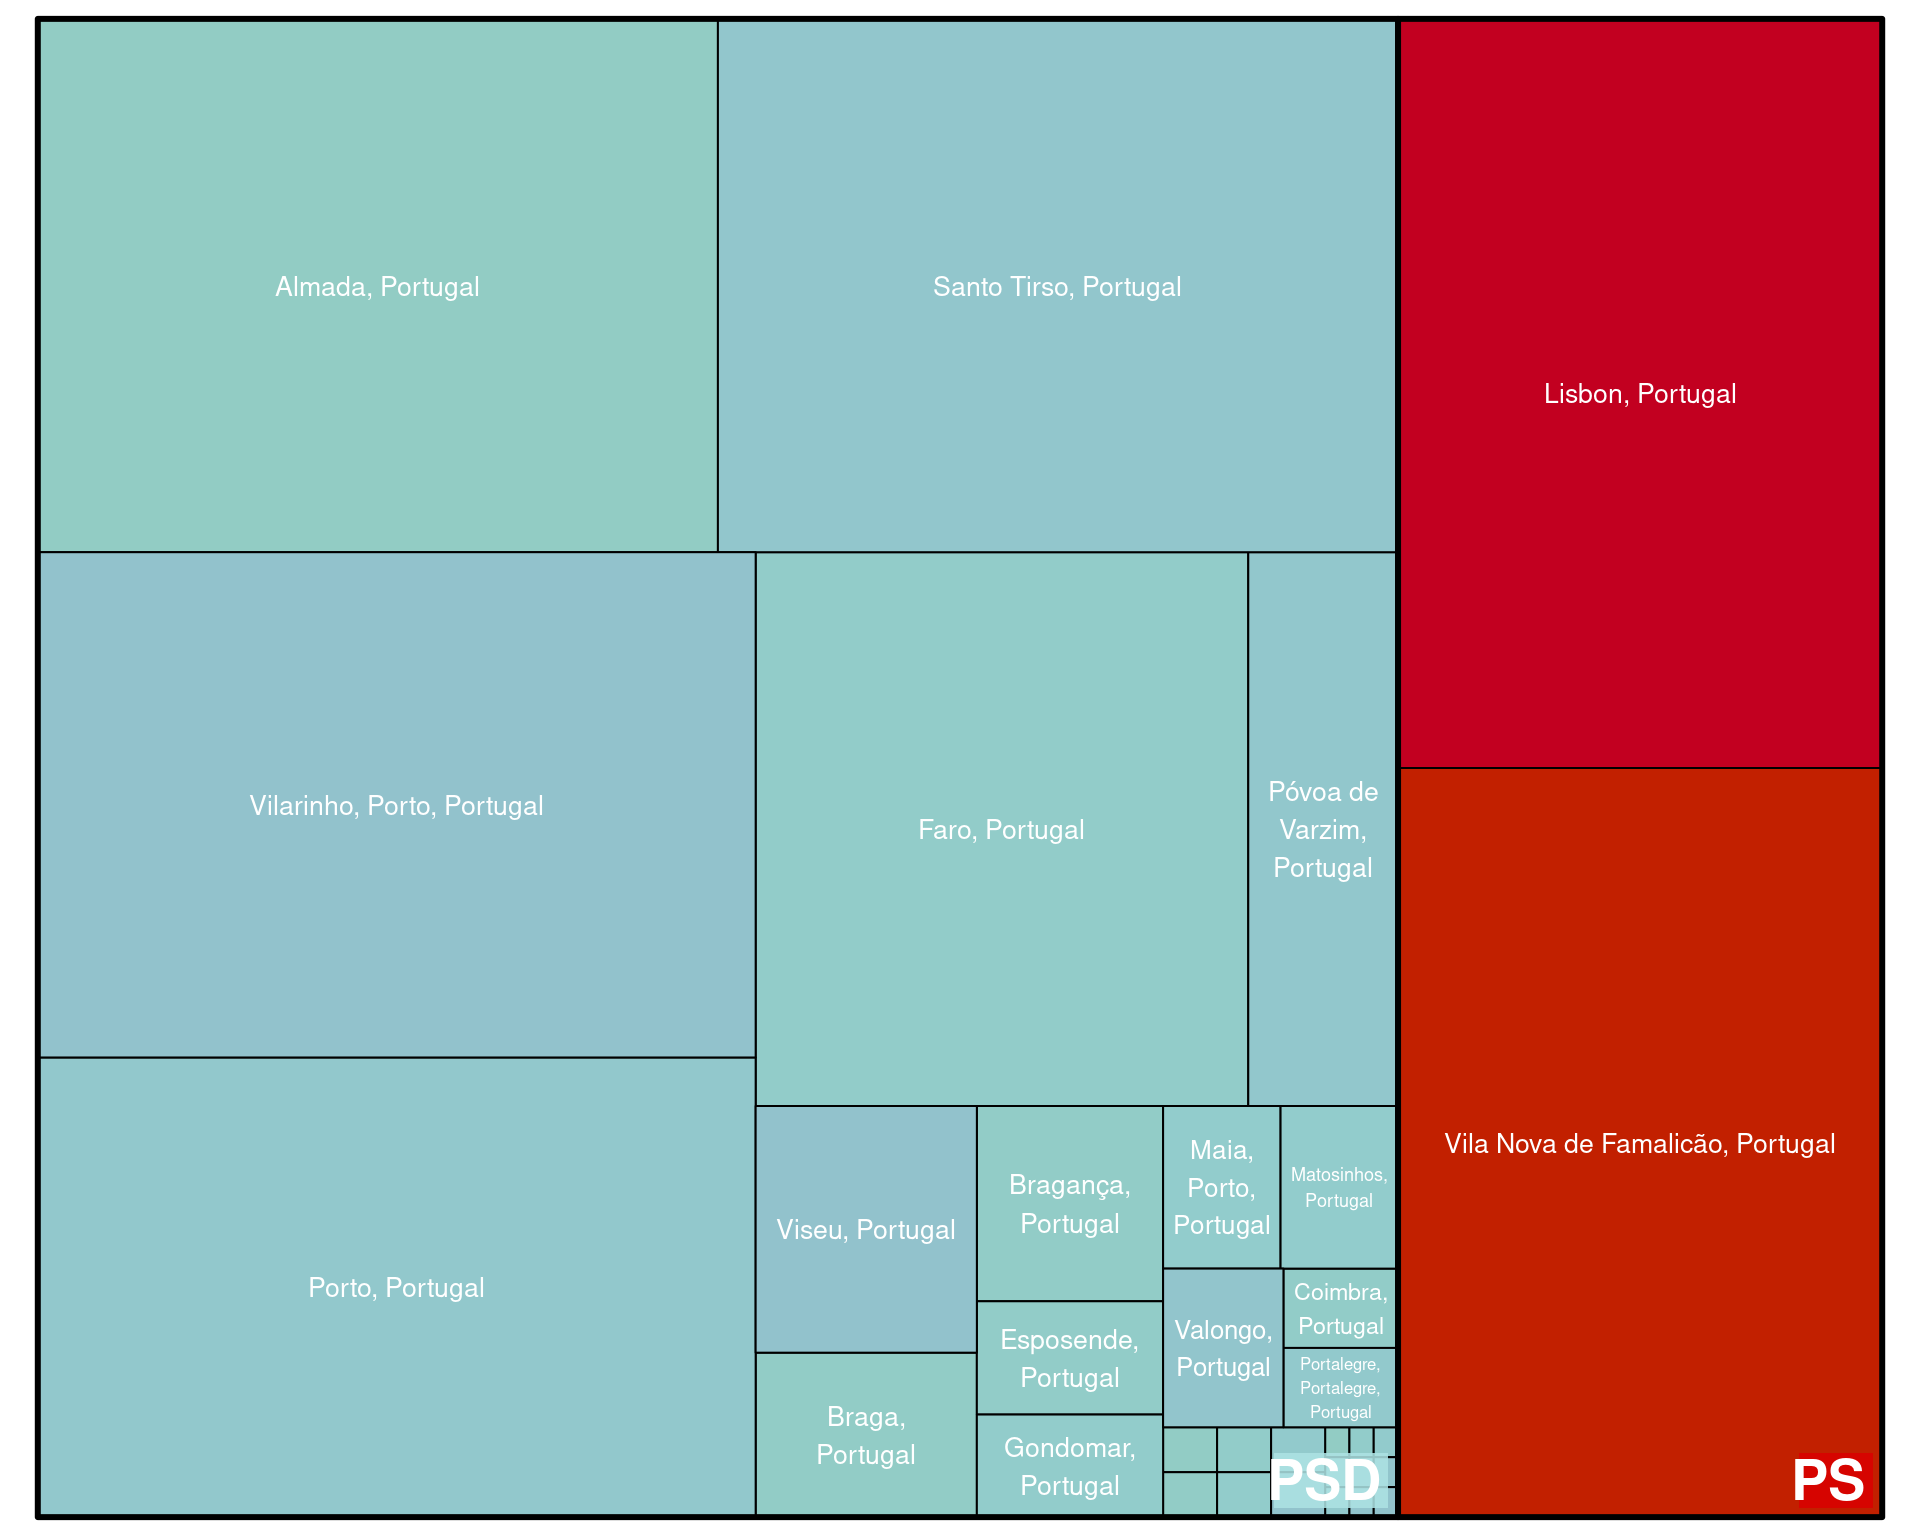 Almada, Portugal
Santo Tirso, Portugal
Lisbon, Portugal
Vilarinho, Porto, Portugal
Faro, Portugal
Póvoa de
Varzim,
Portugal
Porto, Portugal
Viseu, Portugal
Bragança,
Portugal
Maia,
Porto,
Portugal
Matosinhos,
Portugal
Vila Nova de Famalicão, Portugal
Esposende,
Portugal
Valongo,
Portugal
Coimbra,
Portugal
Portalegre,
Portalegre,
Portugal
Braga,
Portugal
Gondomar,
Portugal
PSD
PS